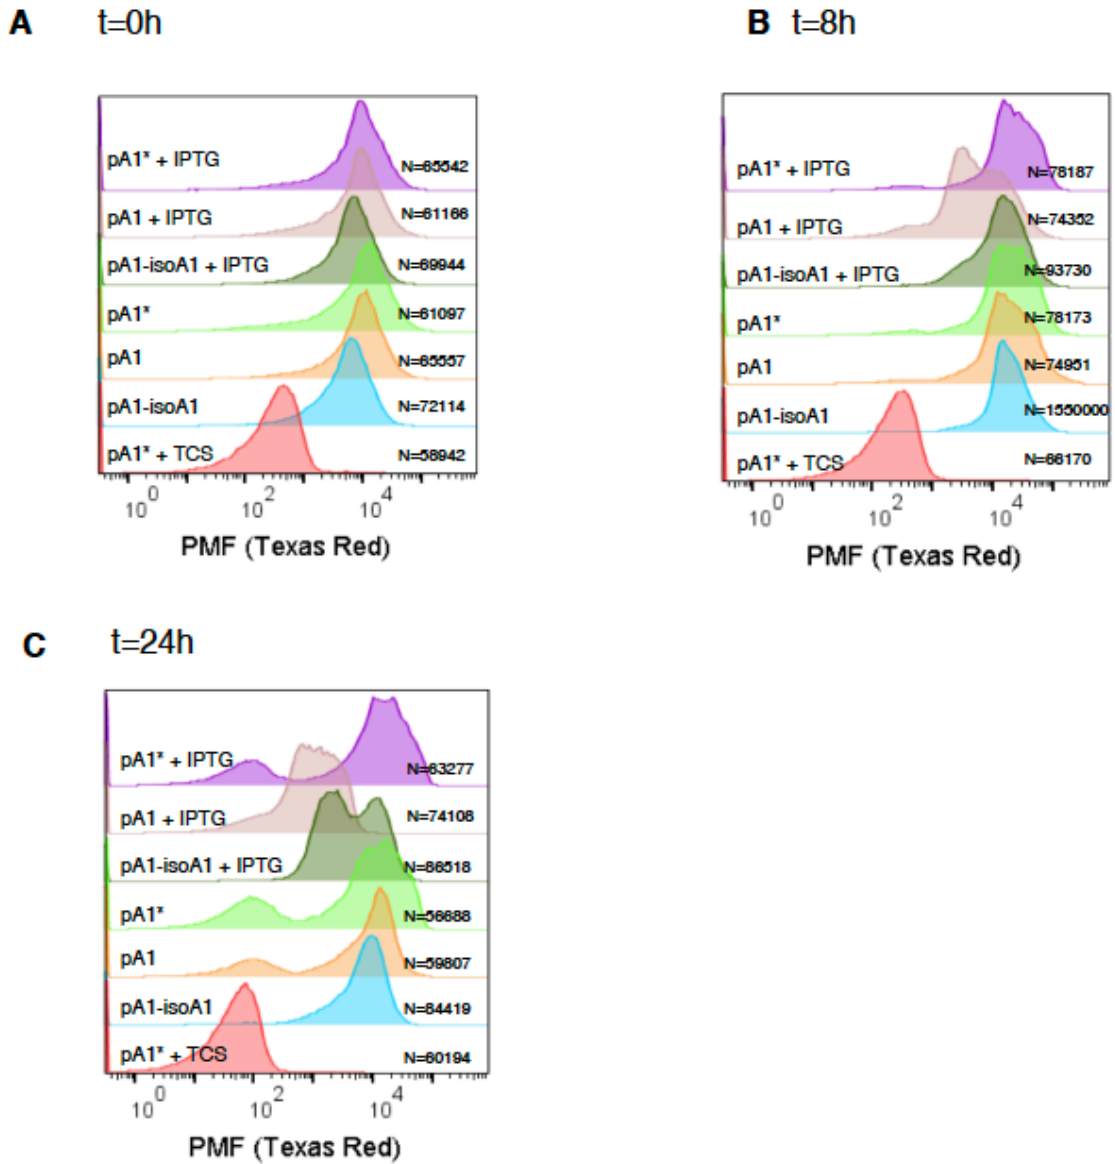 A t=0h
pA1* + IPTG N=65542
pA1 + IPTG N=61166
pA1-isoA1 + IPTG N=69944
pA1* N=61097
pA1 N=65557
pA1-isoA1 N=72114
pA1* + TCS N=58942
10^0 10^2 10^4
PMF (Texas Red)
B t=8h
pA1* + IPTG N=78187
pA1 + IPTG N=74352
pA1-isoA1 + IPTG N=93730
pA1* N=78173
pA1 N=74951
pA1-isoA1 N=1550000
pA1* + TCS N=66170
10^0 10^2 10^4
PMF (Texas Red)
C t=24h
pA1* + IPTG N=63277
pA1 + IPTG N=74108
pA1-isoA1 + IPTG N=86518
pA1* N=56688
pA1 N=59807
pA1-isoA1 N=84419
pA1* + TCS N=60194
10^0 10^2 10^4
PMF (Texas Red)